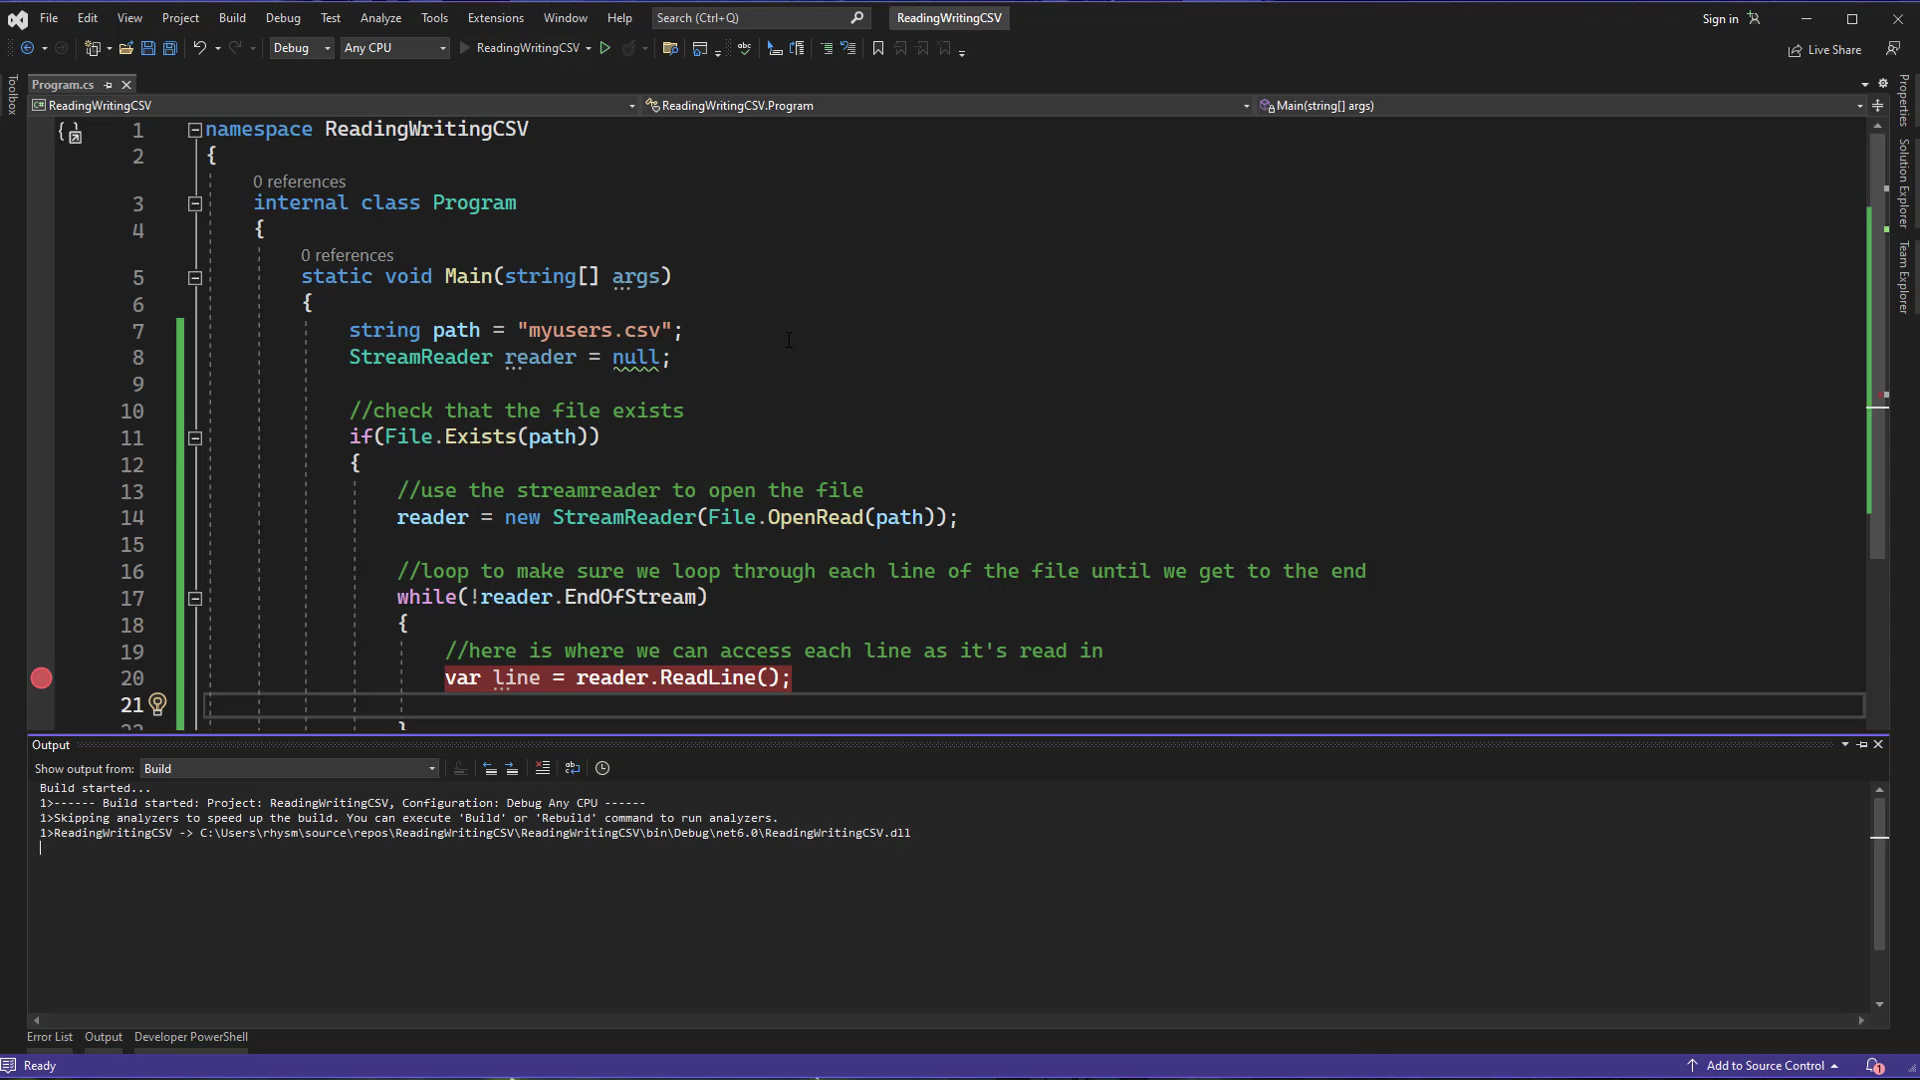 File Edit View Project Build Debug Test Analyze Tools Extensions Window Help Search (Ctrl+Q) ReadingWritingCSV Sign in
Debug Any CPU ReadingWritingCSV Live Share
Toolbox
Program.cs
ReadingWritingCSV ReadingWritingCSV.Program Main(string[] args)
Properties
Solution Explorer
Team Explorer
1 namespace ReadingWritingCSV
2 {
0 references
3 internal class Program
4 {
0 references
5 static void Main(string[] args)
6 {
7 string path = "myusers.csv";
8 StreamReader reader = null;
9
10 //check that the file exists
11 if(File.Exists(path))
12 {
13 //use the streamreader to open the file
14 reader = new StreamReader(File.OpenRead(path));
15
16 //loop to make sure we loop through each line of the file until we get to the end
17 while(!reader.EndOfStream)
18 {
19 //here is where we can access each line as it's read in
20 var line = reader.ReadLine();
21
22 }
Output
Show output from: Build
Build started...
1>------ Build started: Project: ReadingWritingCSV, Configuration: Debug Any CPU ------
1>Skipping analyzers to speed up the build. You can execute 'Build' or 'Rebuild' command to run analyzers.
1>ReadingWritingCSV -> C:\Users\rhysm\source\repos\ReadingWritingCSV\ReadingWritingCSV\bin\Debug\net6.0\ReadingWritingCSV.dll
Error List Output Developer PowerShell
Ready Add to Source Control 1